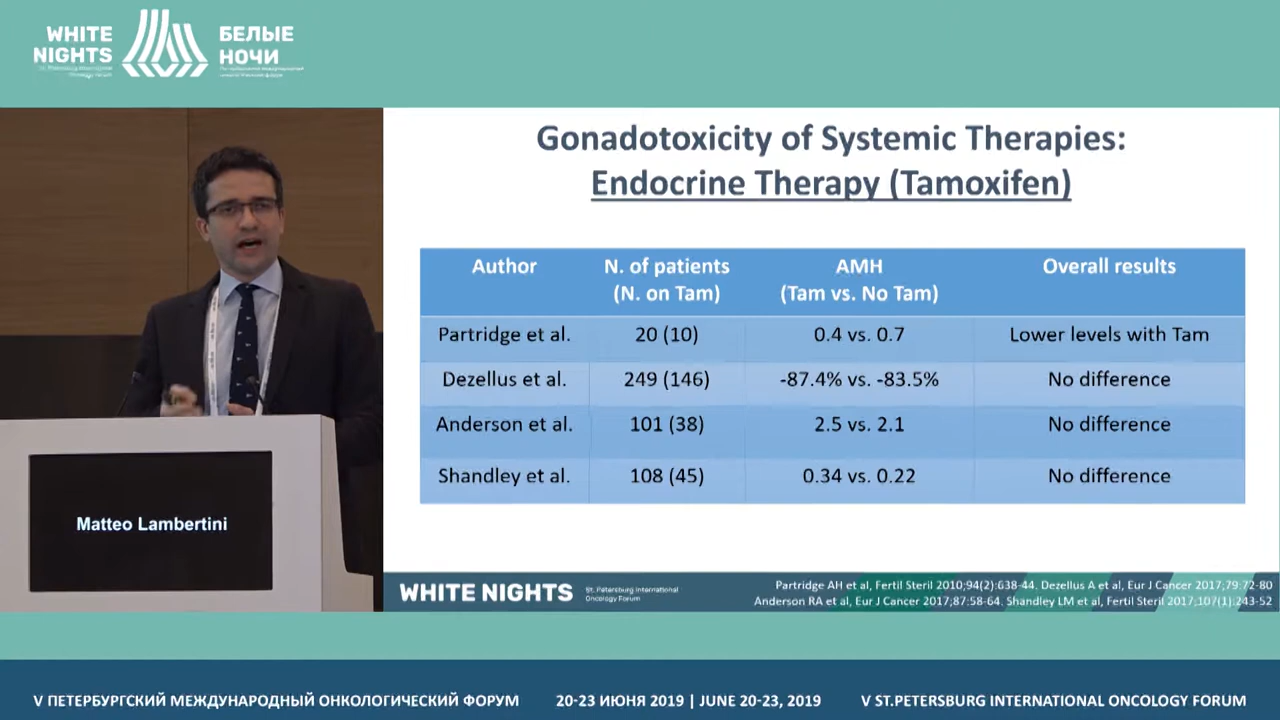 WHITE
NIGHTS
St. Petersburg International
Oncology Forum
БЕЛЫЕ
НОЧИ
Gonadotoxicity of Systemic Therapies:
Endocrine Therapy (Tamoxifen)
Author N. of patients (N. on Tam) AMH (Tam vs. No Tam) Overall results
Partridge et al. 20 (10) 0.4 vs. 0.7 Lower levels with Tam
Dezellus et al. 249 (146) -87.4% vs. -83.5% No difference
Anderson et al. 101 (38) 2.5 vs. 2.1 No difference
Shandley et al. 108 (45) 0.34 vs. 0.22 No difference
Matteo Lambertini
WHITE NIGHTS St. Petersburg International
Oncology Forum
Partridge AH et al, Fertil Steril 2010;94(2):638-44. Dezellus A et al, Eur J Cancer 2017;79:72-80
Anderson RA et al, Eur J Cancer 2017;87:58-64. Shandley LM et al, Fertil Steril 2017;107(1):243-52
V ПЕТЕРБУРГСКИЙ МЕЖДУНАРОДНЫЙ ОНКОЛОГИЧЕСКИЙ ФОРУМ 20-23 ИЮНЯ 2019 | JUNE 20-23, 2019 V ST.PETERSBURG INTERNATIONAL ONCOLOGY FORUM